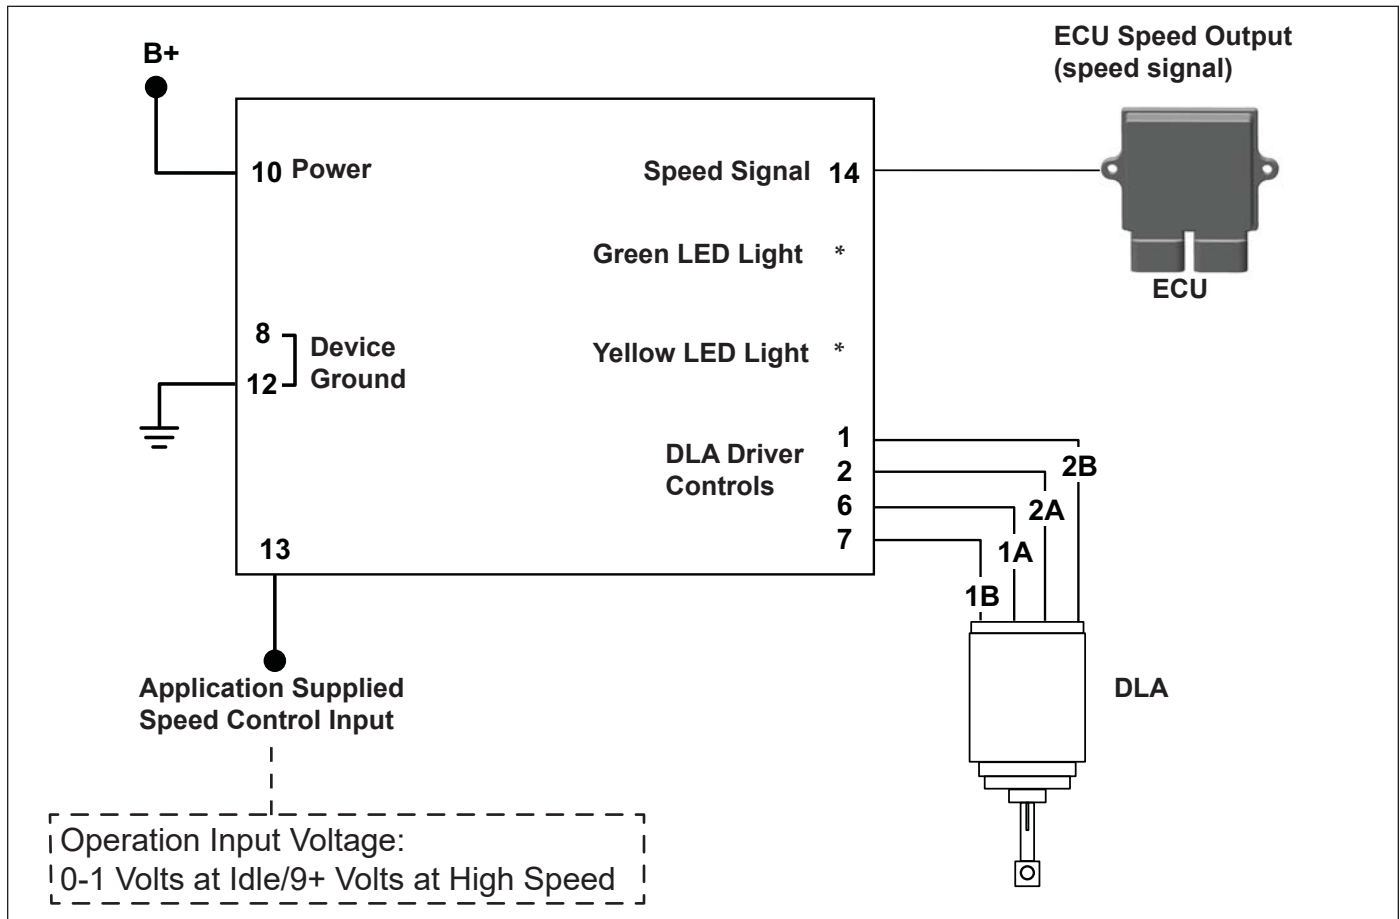 B+
ECU Speed Output
(speed signal)
10 Power
Speed Signal 14
Green LED Light *
ECU
8
Device
Ground
12
Yellow LED Light *
DLA Driver
Controls
1
2
6
7
2B
2A
1A
1B
13
Application Supplied
Speed Control Input
DLA
Operation Input Voltage:
0-1 Volts at Idle/9+ Volts at High Speed